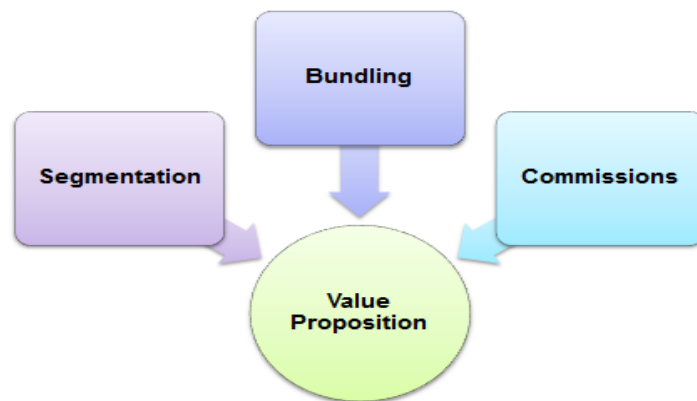 Bundling
Segmentation
Commissions
Value
Proposition